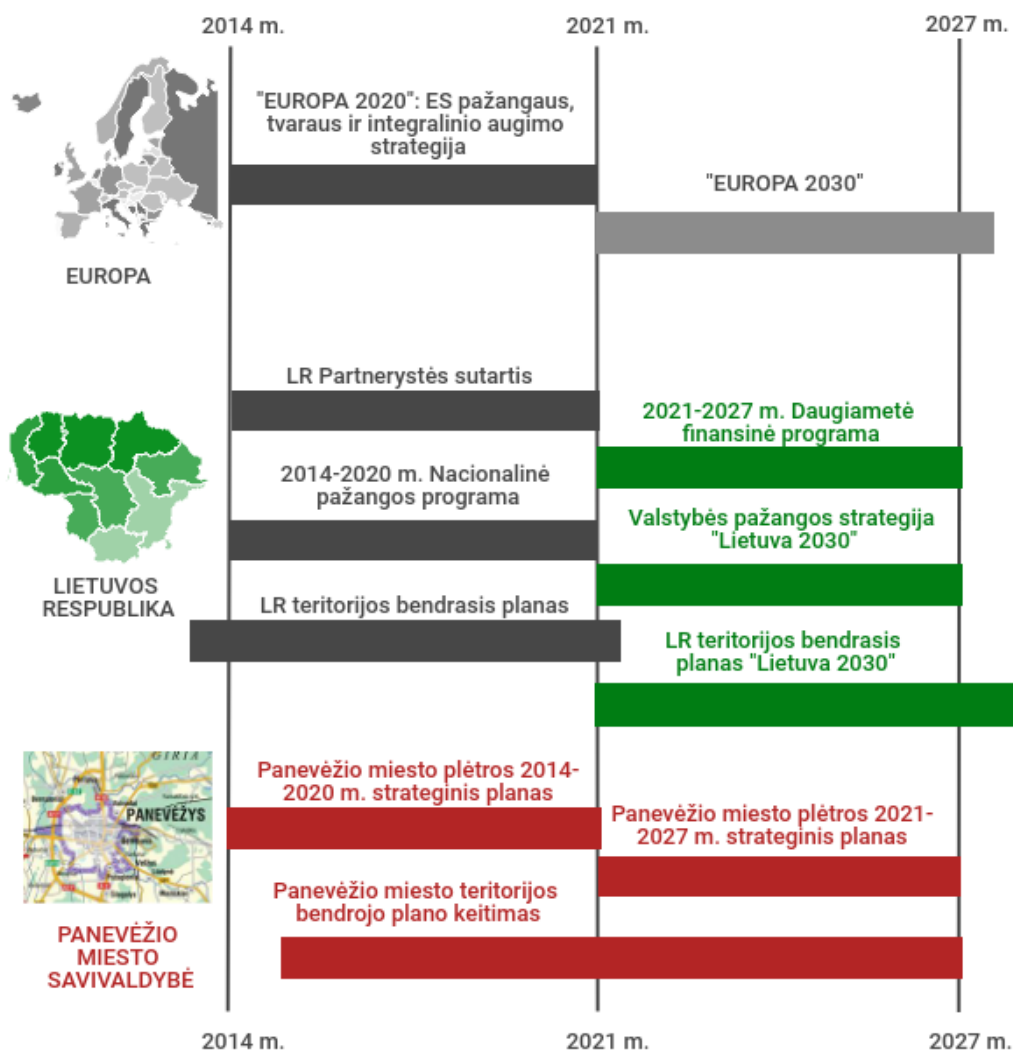 2014 m.
2021 m.
2027 m.
"EUROPA 2020": ES pažangaus,
tvaraus ir integralinio augimo
strategija
"EUROPA 2030"
EUROPA
LR Partnerystės sutartis
2021-2027 m. Daugiametė
finansinė programa
2014-2020 m. Nacionalinė
pažangos programa
Valstybės pažangos strategija
"Lietuva 2030"
LIETUVOS
RESPUBLIKA
LR teritorijos bendrasis planas
LR teritorijos bendrasis
planas "Lietuva 2030"
GIRIA
PANEVĖŽYS
Panevėžio miesto plėtros 2014-
2020 m. strateginis planas
Panevėžio miesto plėtros 2021-
2027 m. strateginis planas
Panevėžio miesto teritorijos
bendrojo plano keitimas
PANEVĖŽIO
MIESTO
SAVIVALDYBĖ
2014 m.
2021 m.
2027 m.